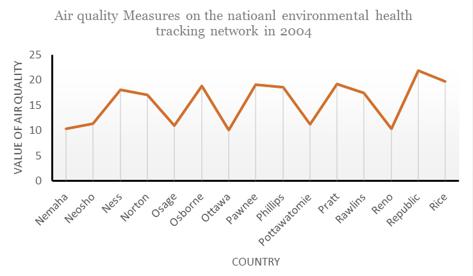 Air quality Measures on the natioanl environmental health
tracking network in 2004
VALUE OF AIR QUALITY
25
20
15
10
5
0
Nemaha
Neosho
Ness
Norton
Osage
Osborne
Ottawa
Pawnee
Phillips
Pottawatomie
Pratt
Rawlins
Reno
Republic
Rice
COUNTRY